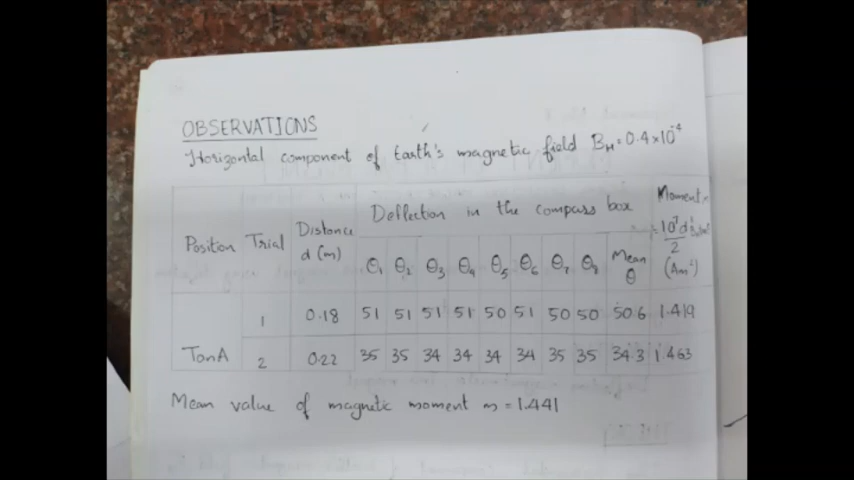 OBSERVATIONS
Horizontal component of Earth's magnetic field B_H = 0.4 × 10^-4
Position Trial Distance d (m) Deflection in the compass box Moment
θ1 θ2 θ3 θ4 θ5 θ6 θ7 θ8 Mean θ (Am²)
1 0.18 51 51 51 51 50 51 50 50 50.6 1.419
TanA 2 0.22 35 35 34 34 34 34 35 35 34.3 1.463
Mean value of magnetic moment m = 1.441